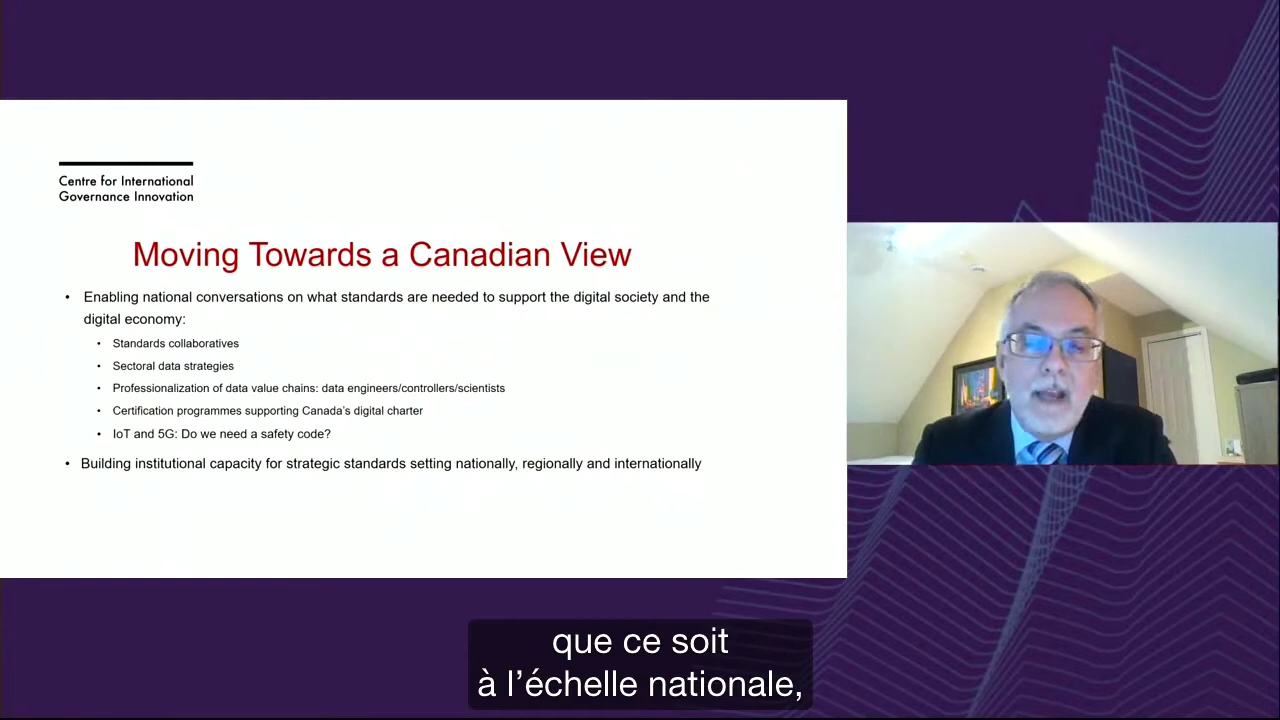 Centre for International
Governance Innovation
Moving Towards a Canadian View
• Enabling national conversations on what standards are needed to support the digital society and the
digital economy:
• Standards collaboratives
• Sectoral data strategies
• Professionalization of data value chains: data engineers/controllers/scientists
• Certification programmes supporting Canada's digital charter
• IoT and 5G: Do we need a safety code?
• Building institutional capacity for strategic standards setting nationally, regionally and internationally
que ce soit
à l’échelle nationale,